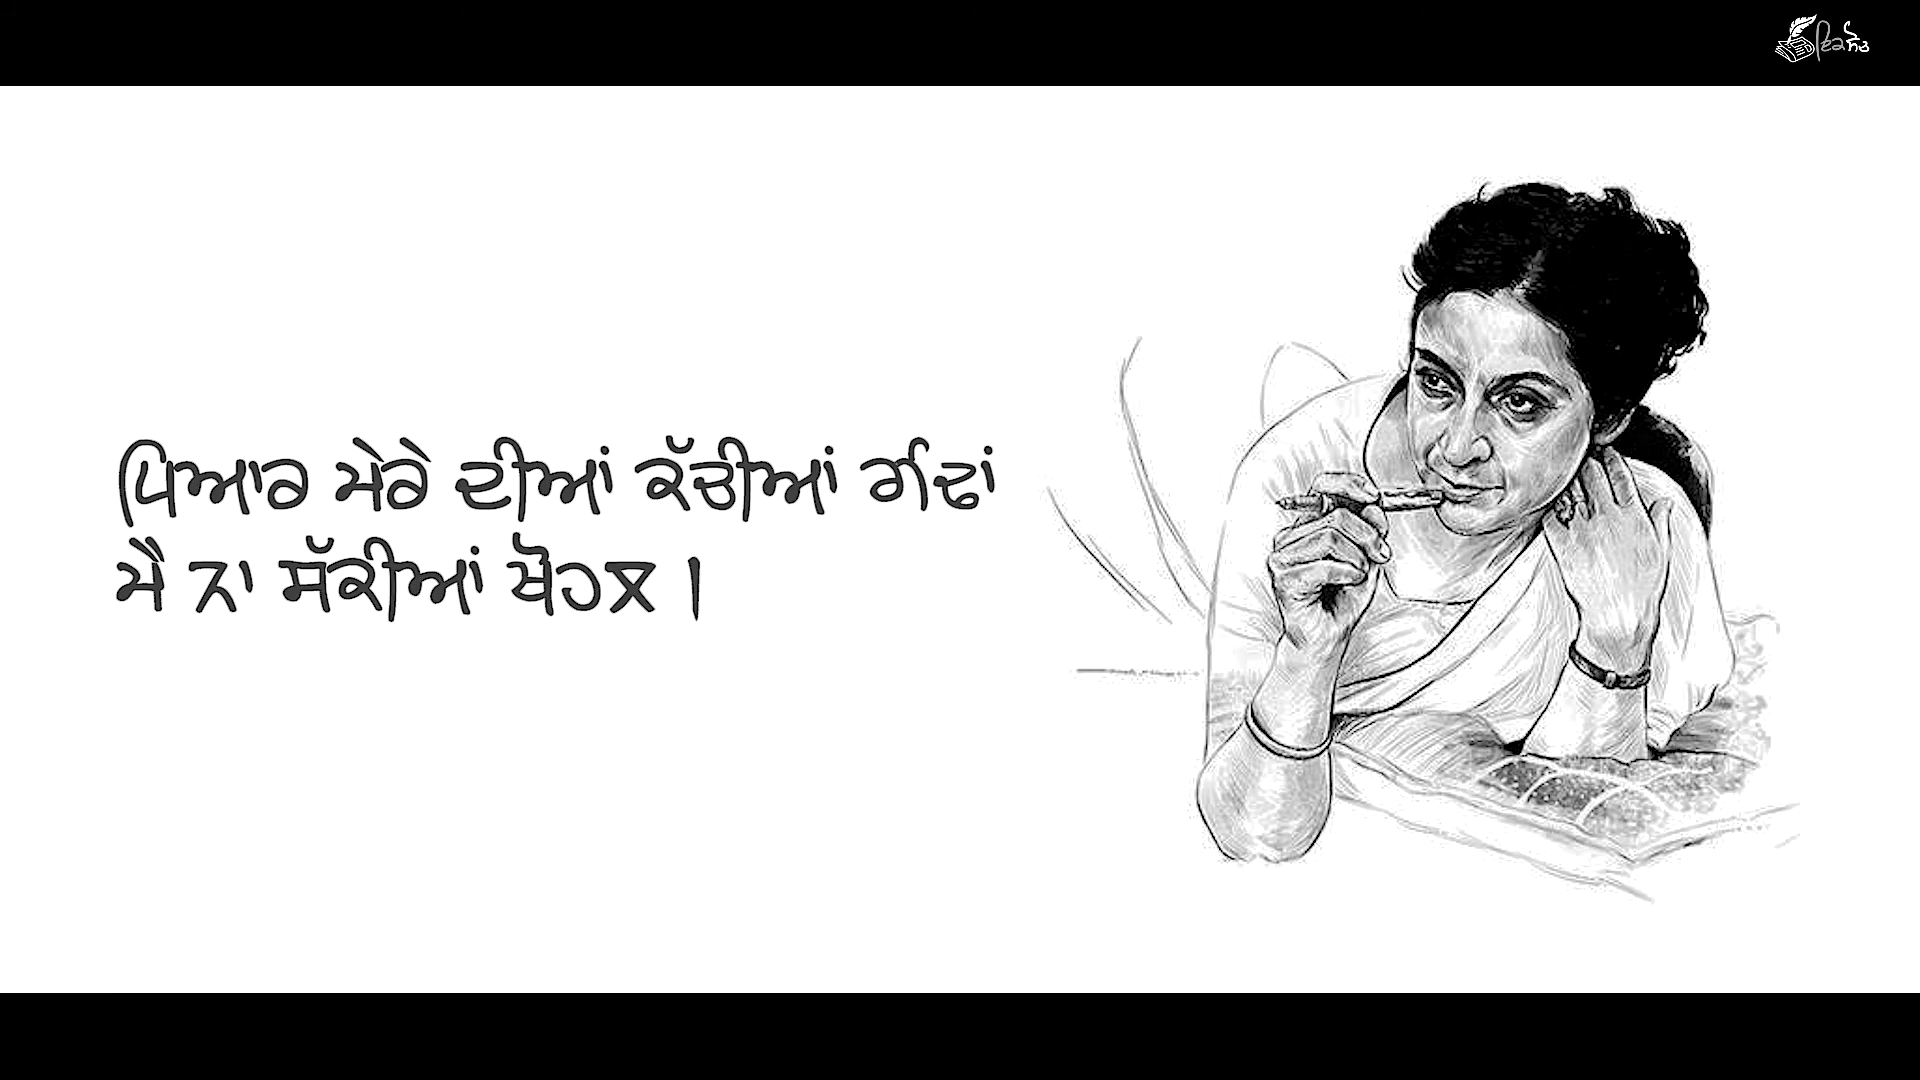 ਪਿਆਰ ਮੇਰੇ ਦੀਆਂ ਕੱਚੀਆਂ ਗੰਢਾਂ
ਮੈ ਨਾ ਸੱਕੀਆਂ ਖੋਹਲ ।